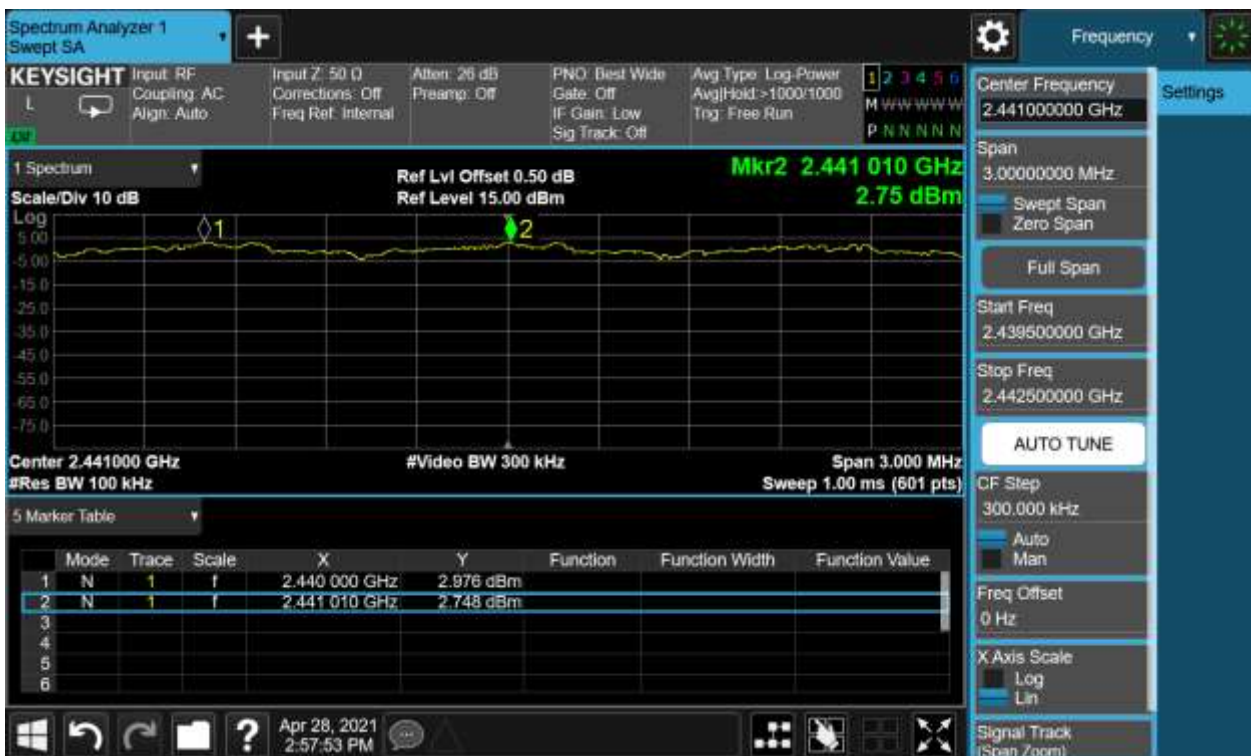 Spectrum Analyzer 1
Swept SA
+
Frequency
KEYSIGHT
L
Input: RF
Coupling: AC
Align: Auto
Input Z: 50 Ω
Corrections: Off
Freq Ref: Internal
Atten: 26 dB
Preamp: Off
PNO: Best Wide
Gate: Off
IF Gain: Low
Sig Track: Off
Avg Type: Log-Power
Avg|Hold:>1000/1000
Trig: Free Run
1 2 3 4 5 6
M W W W W W
P N N N N N
1 Spectrum
Scale/Div 10 dB
Ref Lvl Offset 0.50 dB
Ref Level 15.00 dBm
Mkr2 2.441 010 GHz
2.75 dBm
Log
5.00
-5.00
-15.0
-25.0
-35.0
-45.0
-55.0
-65.0
-75.0
1
2
Center 2.441000 GHz
#Res BW 100 kHz
#Video BW 300 kHz
Span 3.000 MHz
Sweep 1.00 ms (601 pts)
5 Marker Table
Mode Trace Scale X Y Function Function Width Function Value
1 N 1 f 2.440 000 GHz 2.976 dBm
2 N 1 f 2.441 010 GHz 2.748 dBm
3
4
5
6
Apr 28, 2021
2:57:53 PM
?
Center Frequency
2.441000000 GHz
Settings
Span
3.00000000 MHz
Swept Span
Zero Span
Full Span
Start Freq
2.439500000 GHz
Stop Freq
2.442500000 GHz
AUTO TUNE
CF Step
300.000 kHz
Auto
Man
Freq Offset
0 Hz
X Axis Scale
Log
Lin
Signal Track
(Span Zoom)